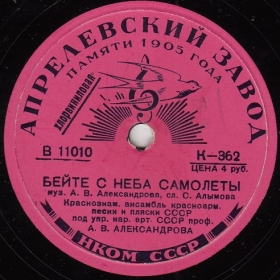 АПРЕЛЕВСКИЙ ЗАВОД
ПАМЯТИ 1905 ГОДА
хлорвиниловая
В 11010
К-362
ЦЕНА 4 руб.
БЕЙТЕ С НЕБА САМОЛЕТЫ
муз. А. В. Александрова, сл. С. Алымова
Краснознам. ансамбль красноарм.
песни и пляски СССР
под упр. нар. арт. СССР проф.
А. В. АЛЕКСАНДРОВА
НКОМ СССР